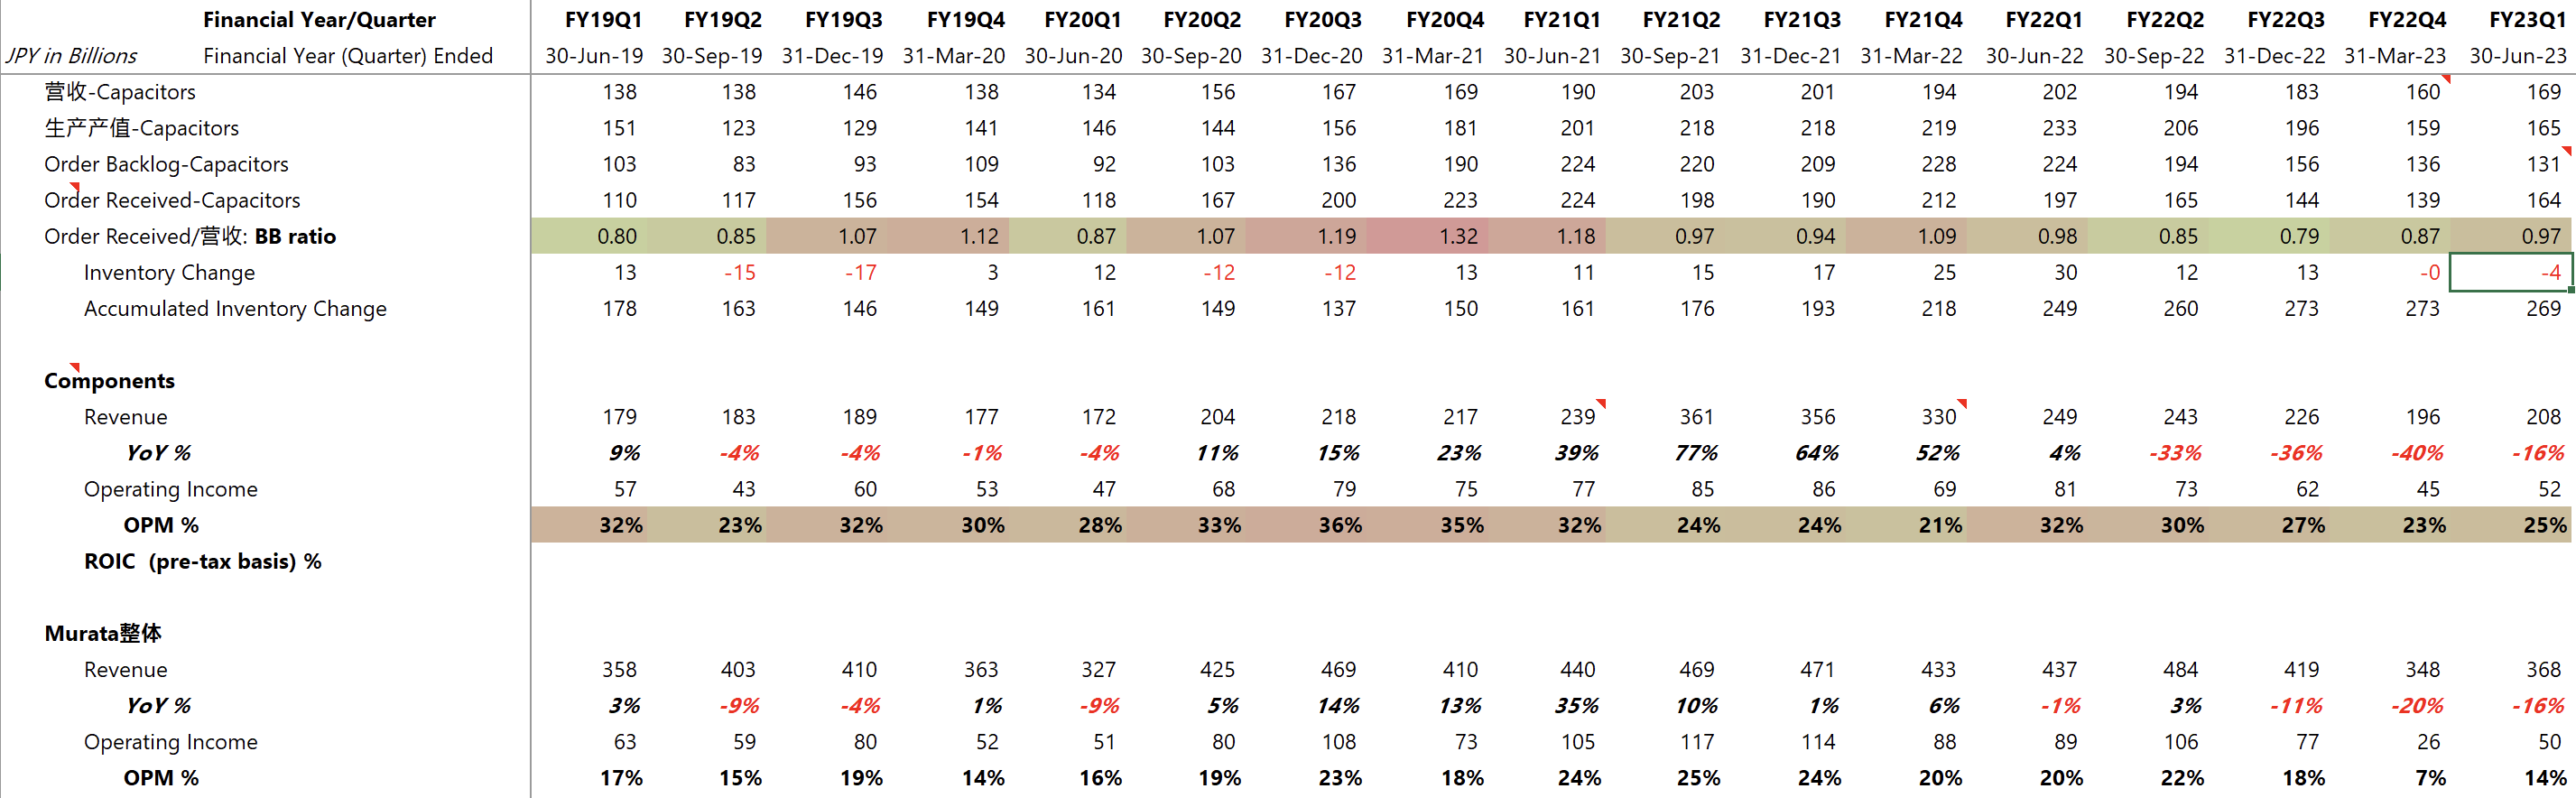 Financial Year/Quarter FY19Q1 FY19Q2 FY19Q3 FY19Q4 FY20Q1 FY20Q2 FY20Q3 FY20Q4 FY21Q1 FY21Q2 FY21Q3 FY21Q4 FY22Q1 FY22Q2 FY22Q3 FY22Q4 FY23Q1
JPY in Billions Financial Year (Quarter) Ended 30-Jun-19 30-Sep-19 31-Dec-19 31-Mar-20 30-Jun-20 30-Sep-20 31-Dec-20 31-Mar-21 30-Jun-21 30-Sep-21 31-Dec-21 31-Mar-22 30-Jun-22 30-Sep-22 31-Dec-22 31-Mar-23 30-Jun-23
营收-Capacitors 138 138 146 138 134 156 167 169 190 203 201 194 202 194 183 160 169
生产产值-Capacitors 151 123 129 141 146 144 156 181 201 218 218 219 233 206 196 159 165
Order Backlog-Capacitors 103 83 93 109 92 103 136 190 224 220 209 228 224 194 156 136 131
Order Received-Capacitors 110 117 156 154 118 167 200 223 224 198 190 212 197 165 144 139 164
Order Received/营收: BB ratio 0.80 0.85 1.07 1.12 0.87 1.07 1.19 1.32 1.18 0.97 0.94 1.09 0.98 0.85 0.79 0.87 0.97
Inventory Change 13 -15 -17 3 12 -12 -12 13 11 15 17 25 30 12 13 -0 -4
Accumulated Inventory Change 178 163 146 149 161 149 137 150 161 176 193 218 249 260 273 273 269
Components
Revenue 179 183 189 177 172 204 218 217 239 361 356 330 249 243 226 196 208
YoY % 9% -4% -4% -1% -4% 11% 15% 23% 39% 77% 64% 52% 4% -33% -36% -40% -16%
Operating Income 57 43 60 53 47 68 79 75 77 85 86 69 81 73 62 45 52
OPM % 32% 23% 32% 30% 28% 33% 36% 35% 32% 24% 24% 21% 32% 30% 27% 23% 25%
ROIC (pre-tax basis) %
Murata整体
Revenue 358 403 410 363 327 425 469 410 440 469 471 433 437 484 419 348 368
YoY % 3% -9% -4% 1% -9% 5% 14% 13% 35% 10% 1% 6% -1% 3% -11% -20% -16%
Operating Income 63 59 80 52 51 80 108 73 105 117 114 88 89 106 77 26 50
OPM % 17% 15% 19% 14% 16% 19% 23% 18% 24% 25% 24% 20% 20% 22% 18% 7% 14%